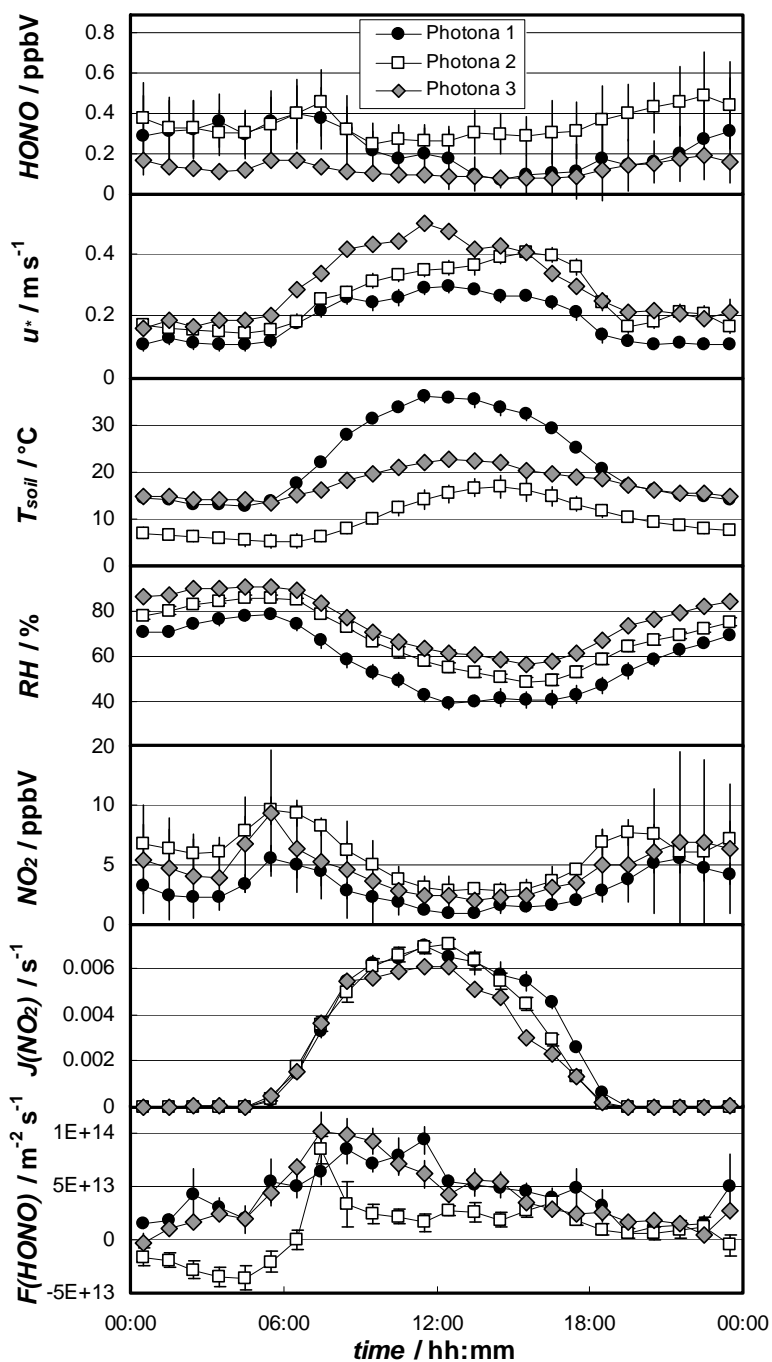 HONO / ppbV
0.8
0.6
0.4
0.2
0
Photona 1
Photona 2
Photona 3
u* / m s⁻¹
0.4
0.2
0
T_soil / °C
30
20
10
0
RH / %
80
60
40
20
NO₂ / ppbV
10
5
0
J(NO₂) / s⁻¹
0.006
0.004
0.002
0
F(HONO) / m⁻² s⁻¹
1E+14
5E+13
0
-5E+13
00:00 06:00 12:00 18:00 00:00
time / hh:mm